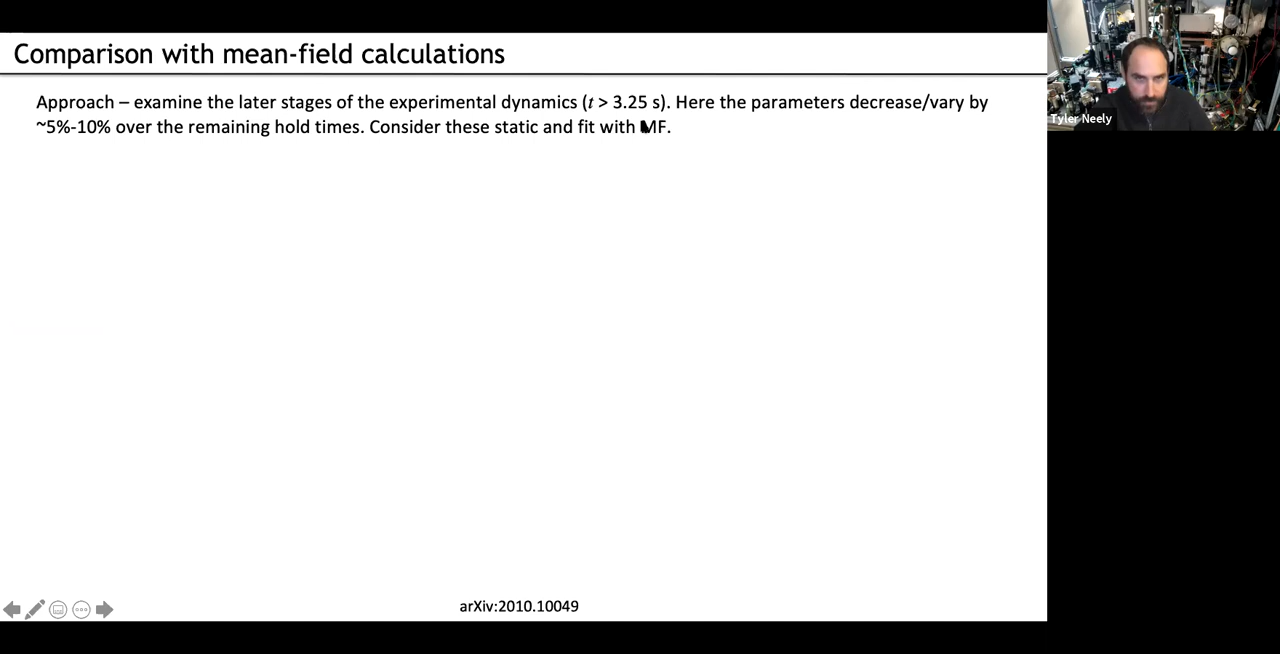 Comparison with mean-field calculations
Approach – examine the later stages of the experimental dynamics (t > 3.25 s). Here the parameters decrease/vary by
~5%-10% over the remaining hold times. Consider these static and fit with MF.
arXiv:2010.10049
Tyler Neely